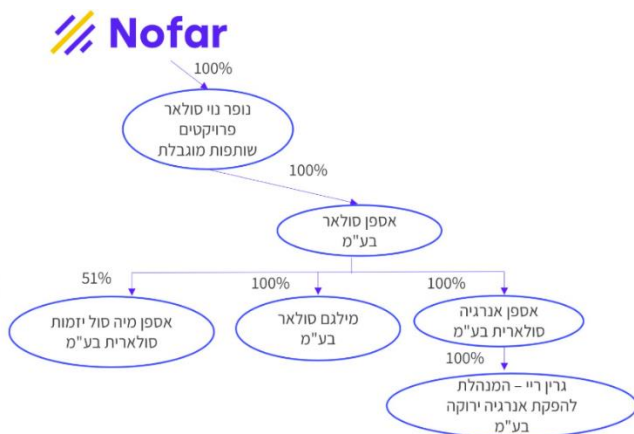 Nofar
100%
נופר נוי סולאר
פרויקטים
שותפות מוגבלת
100%
אספן סולאר
בע"מ
51%
100%
100%
אספן מיה סול יזמות
סולארית בע"מ
מילגם סולאר
בע"מ
אספן אנרגיה
סולארית בע"מ
100%
גרין ריי – המנהלת
להפקת אנרגיה ירוקה
בע"מ